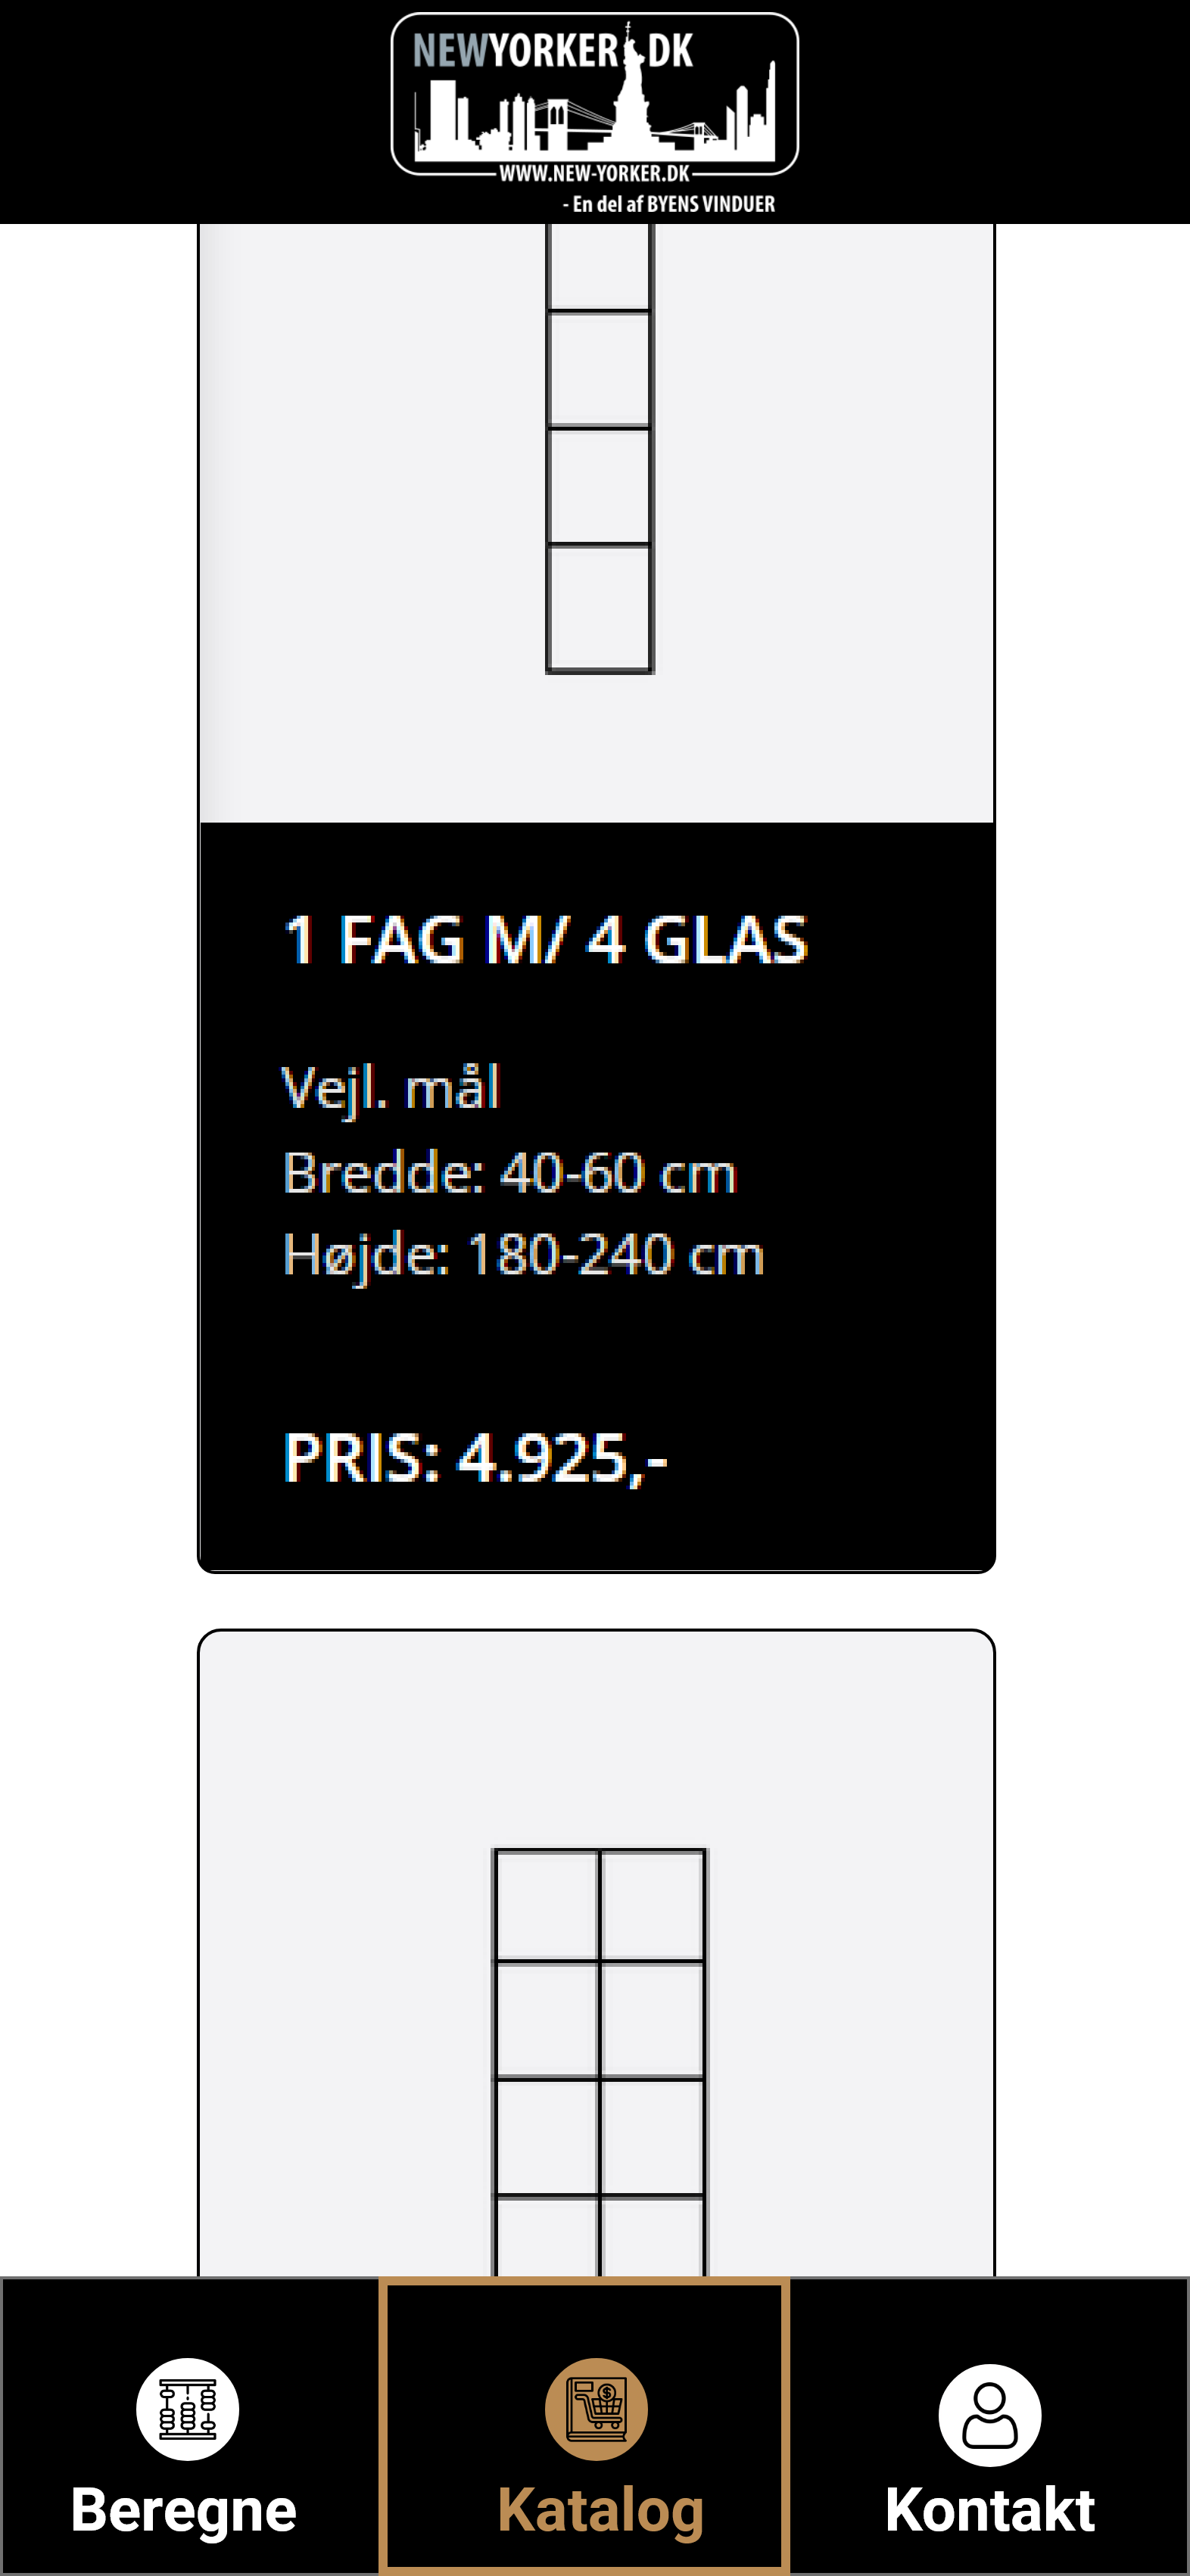 NEWYORKER.DK
WWW.NEW-YORKER.DK
- En del af BYENS VINDUER
1 FAG M/ 4 GLAS
Vejl. mål
Bredde: 40-60 cm
Højde: 180-240 cm
PRIS: 4.925,-
$
Beregne
Katalog
Kontakt